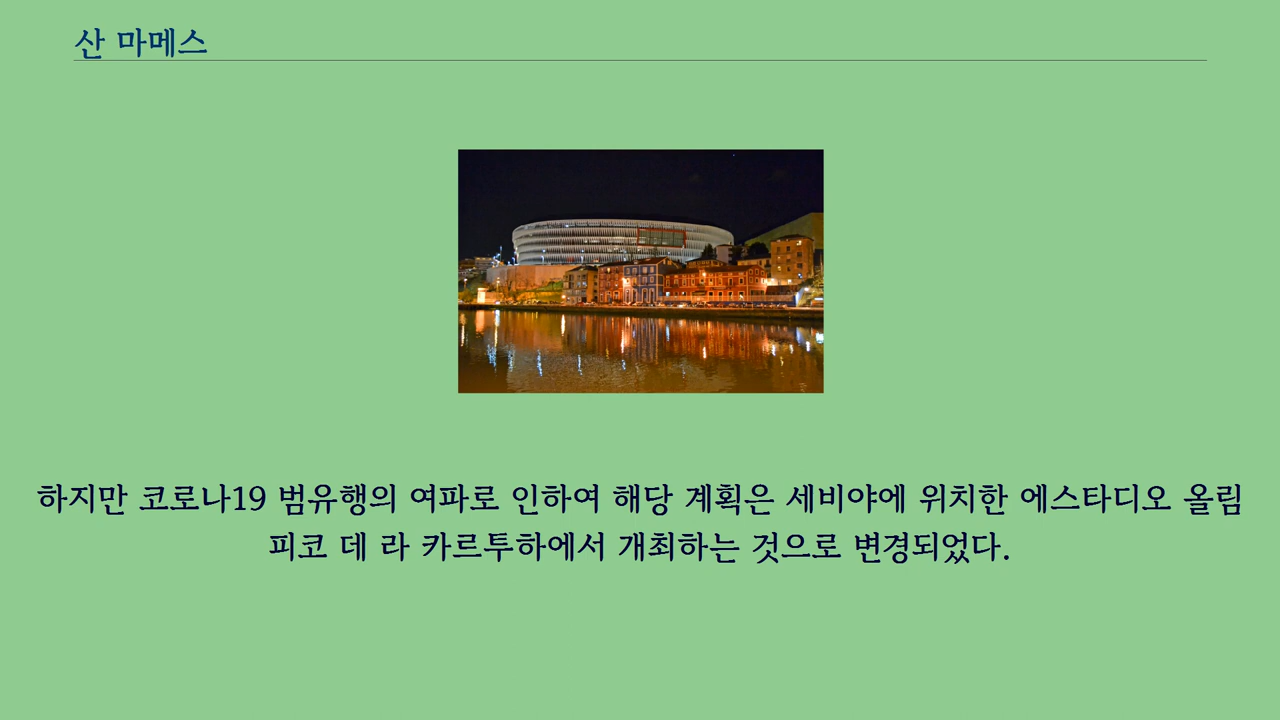 산 마메스
하지만 코로나19 범유행의 여파로 인하여 해당 계획은 세비야에 위치한 에스타디오 올림
피코 데 라 카르투하에서 개최하는 것으로 변경되었다.